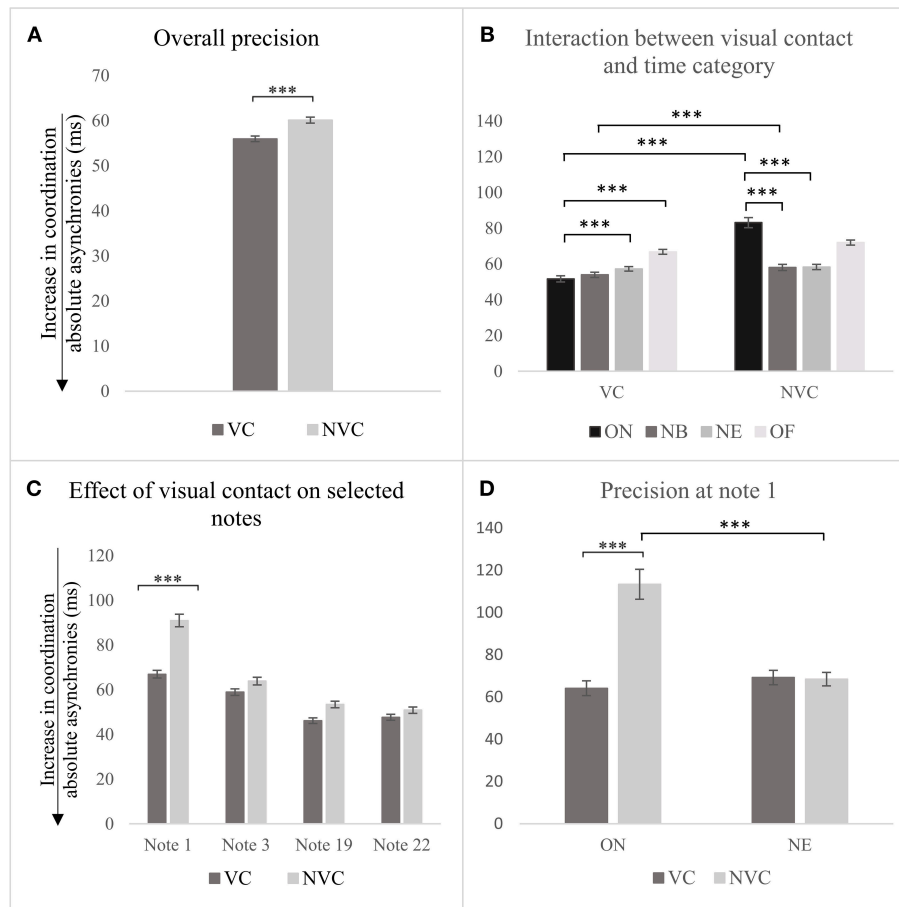 A
Overall precision
Increase in coordination
absolute asynchronies (ms)
70
60
50
40
30
20
10
0
***
VC
NVC
B
Interaction between visual contact
and time category
140
120
100
80
60
40
20
0
***
***
***
***
***
***
VC
NVC
ON
NB
NE
OF
C
Effect of visual contact on selected
notes
Increase in coordination
absolute asynchronies (ms)
120
100
80
60
40
20
0
***
Note 1
Note 3
Note 19
Note 22
VC
NVC
D
Precision at note 1
140
120
100
80
60
40
20
0
***
***
ON
NE
VC
NVC